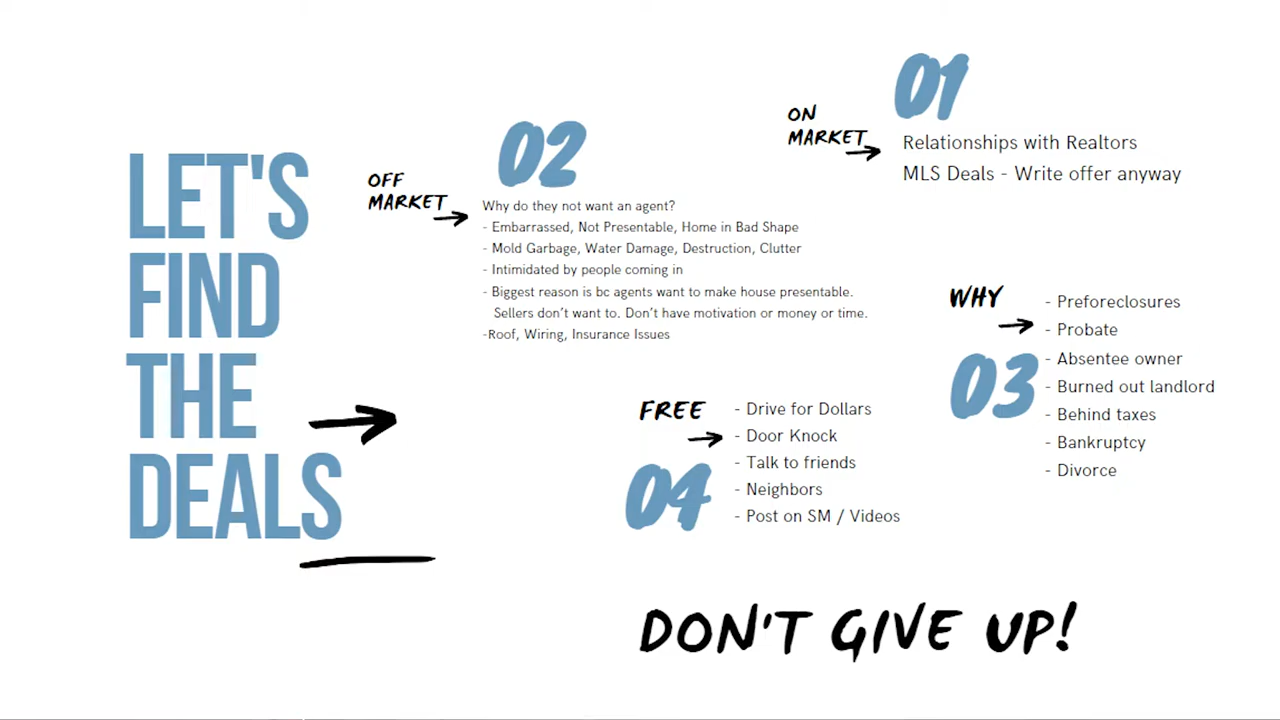 LET'S
FIND
THE
DEALS
01
ON
MARKET
Relationships with Realtors
MLS Deals - Write offer anyway
02
OFF
MARKET
Why do they not want an agent?
- Embarrassed, Not Presentable, Home in Bad Shape
- Mold Garbage, Water Damage, Destruction, Clutter
- Intimidated by people coming in
- Biggest reason is bc agents want to make house presentable.
Sellers don't want to. Don't have motivation or money or time.
-Roof, Wiring, Insurance Issues
WHY
03
- Preforeclosures
- Probate
- Absentee owner
- Burned out landlord
- Behind taxes
- Bankruptcy
- Divorce
FREE
04
- Drive for Dollars
- Door Knock
- Talk to friends
- Neighbors
- Post on SM / Videos
DON'T GIVE UP!